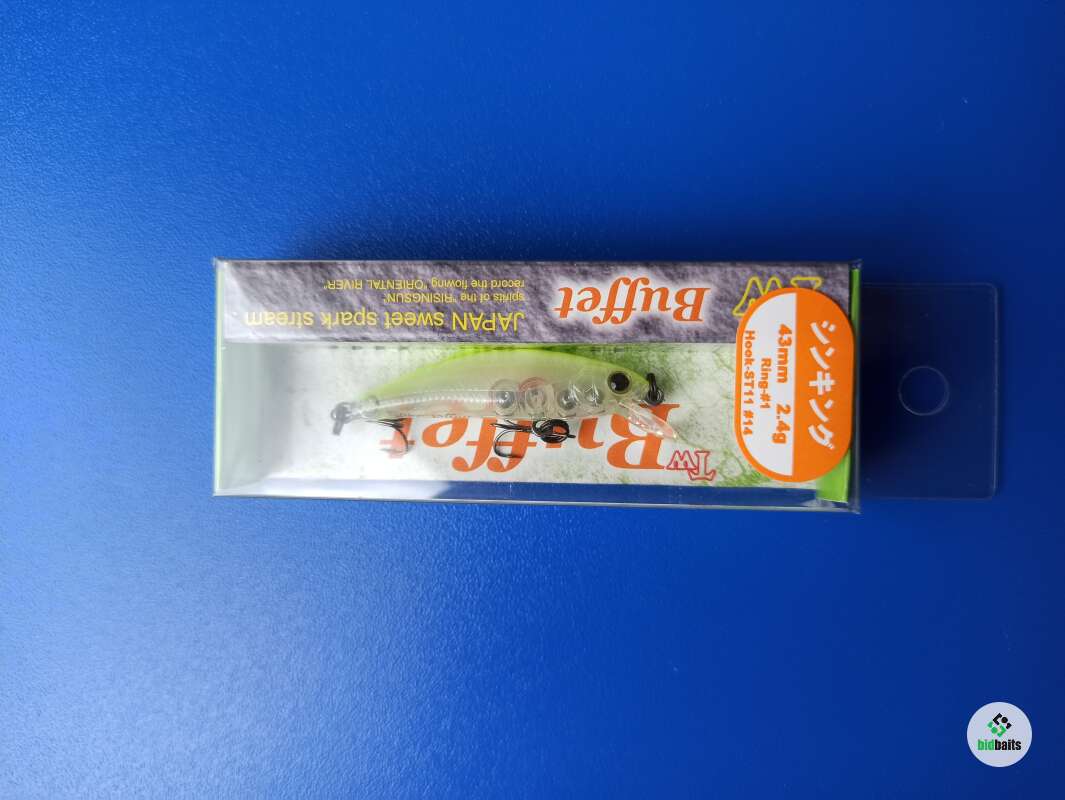 TW
Buffet
JAPAN sweet spark stream
spirits of the "RISINGSUN"
record the flowing "ORIENTAL RIVER"
シンキング
43mm 2.4g
Ring-#1
Hook-ST11 #14
TW
Buffet
bidbaits